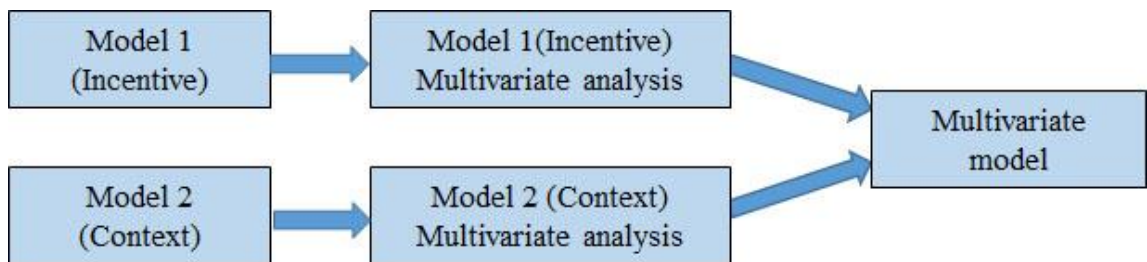 Model 1
(Incentive)
Model 1(Incentive)
Multivariate analysis
Multivariate
model
Model 2
(Context)
Model 2 (Context)
Multivariate analysis